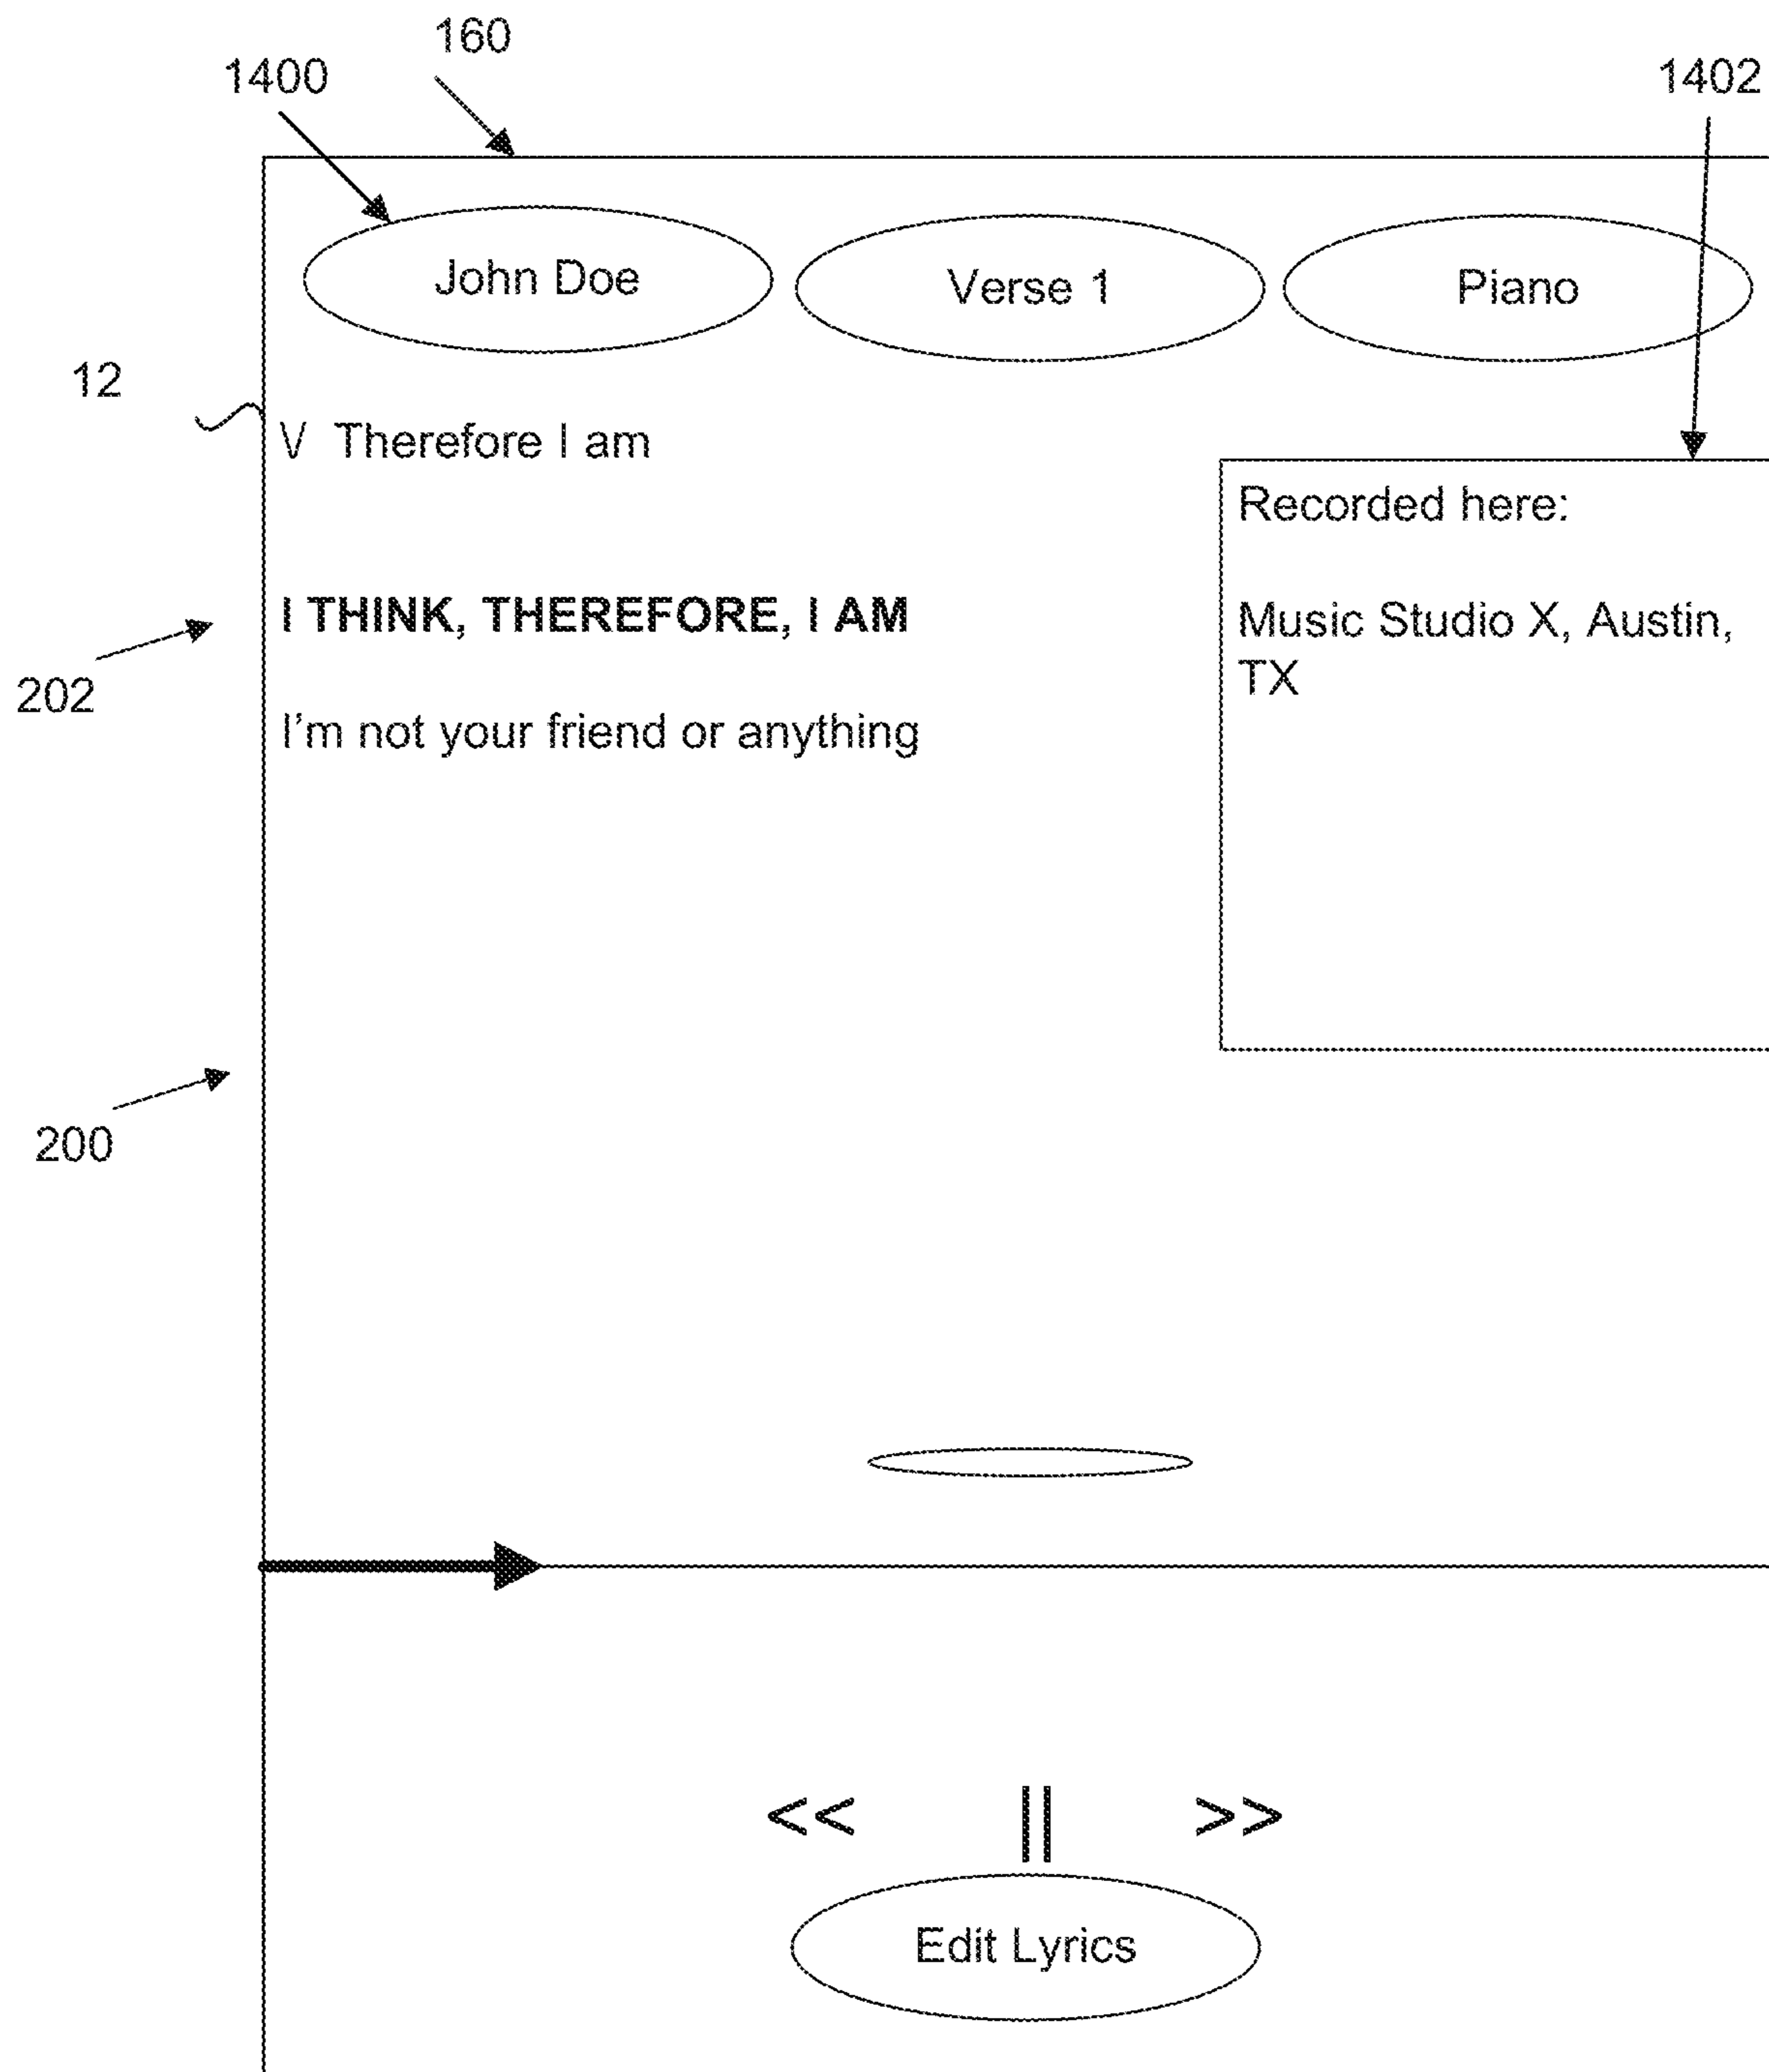 160
1400
1402
John Doe
Verse 1
Piano
12
V Therefore I am
Recorded here:
I THINK, THEREFORE, I AM
Music Studio X, Austin,
TX
202
I'm not your friend or anything
200
<< || >>
Edit Lyrics